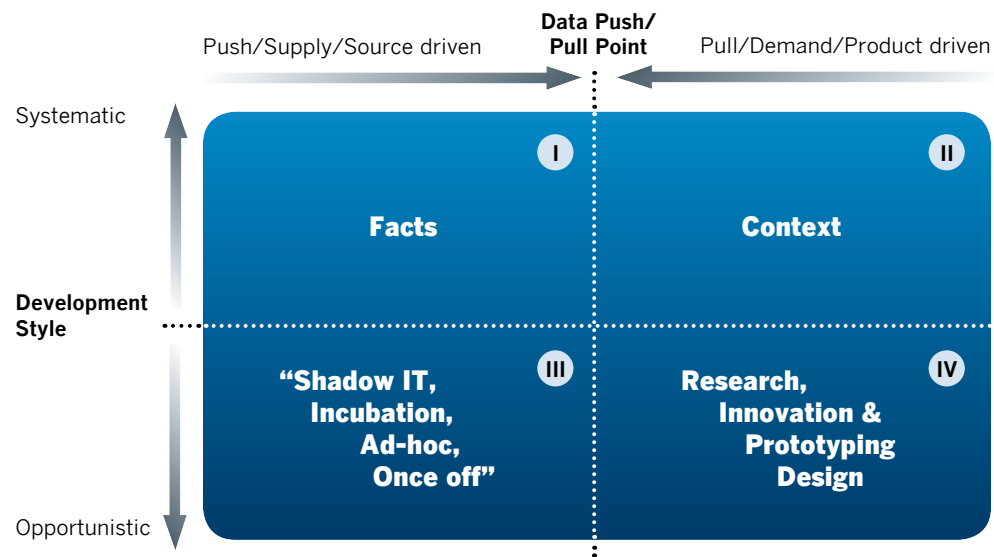 Data Push/
Pull Point
Push/Supply/Source driven
Pull/Demand/Product driven
Systematic
I
II
Facts
Context
Development
Style
III
IV
“Shadow IT,
Incubation,
Ad-hoc,
Once off”
Research,
Innovation &
Prototyping
Design
Opportunistic